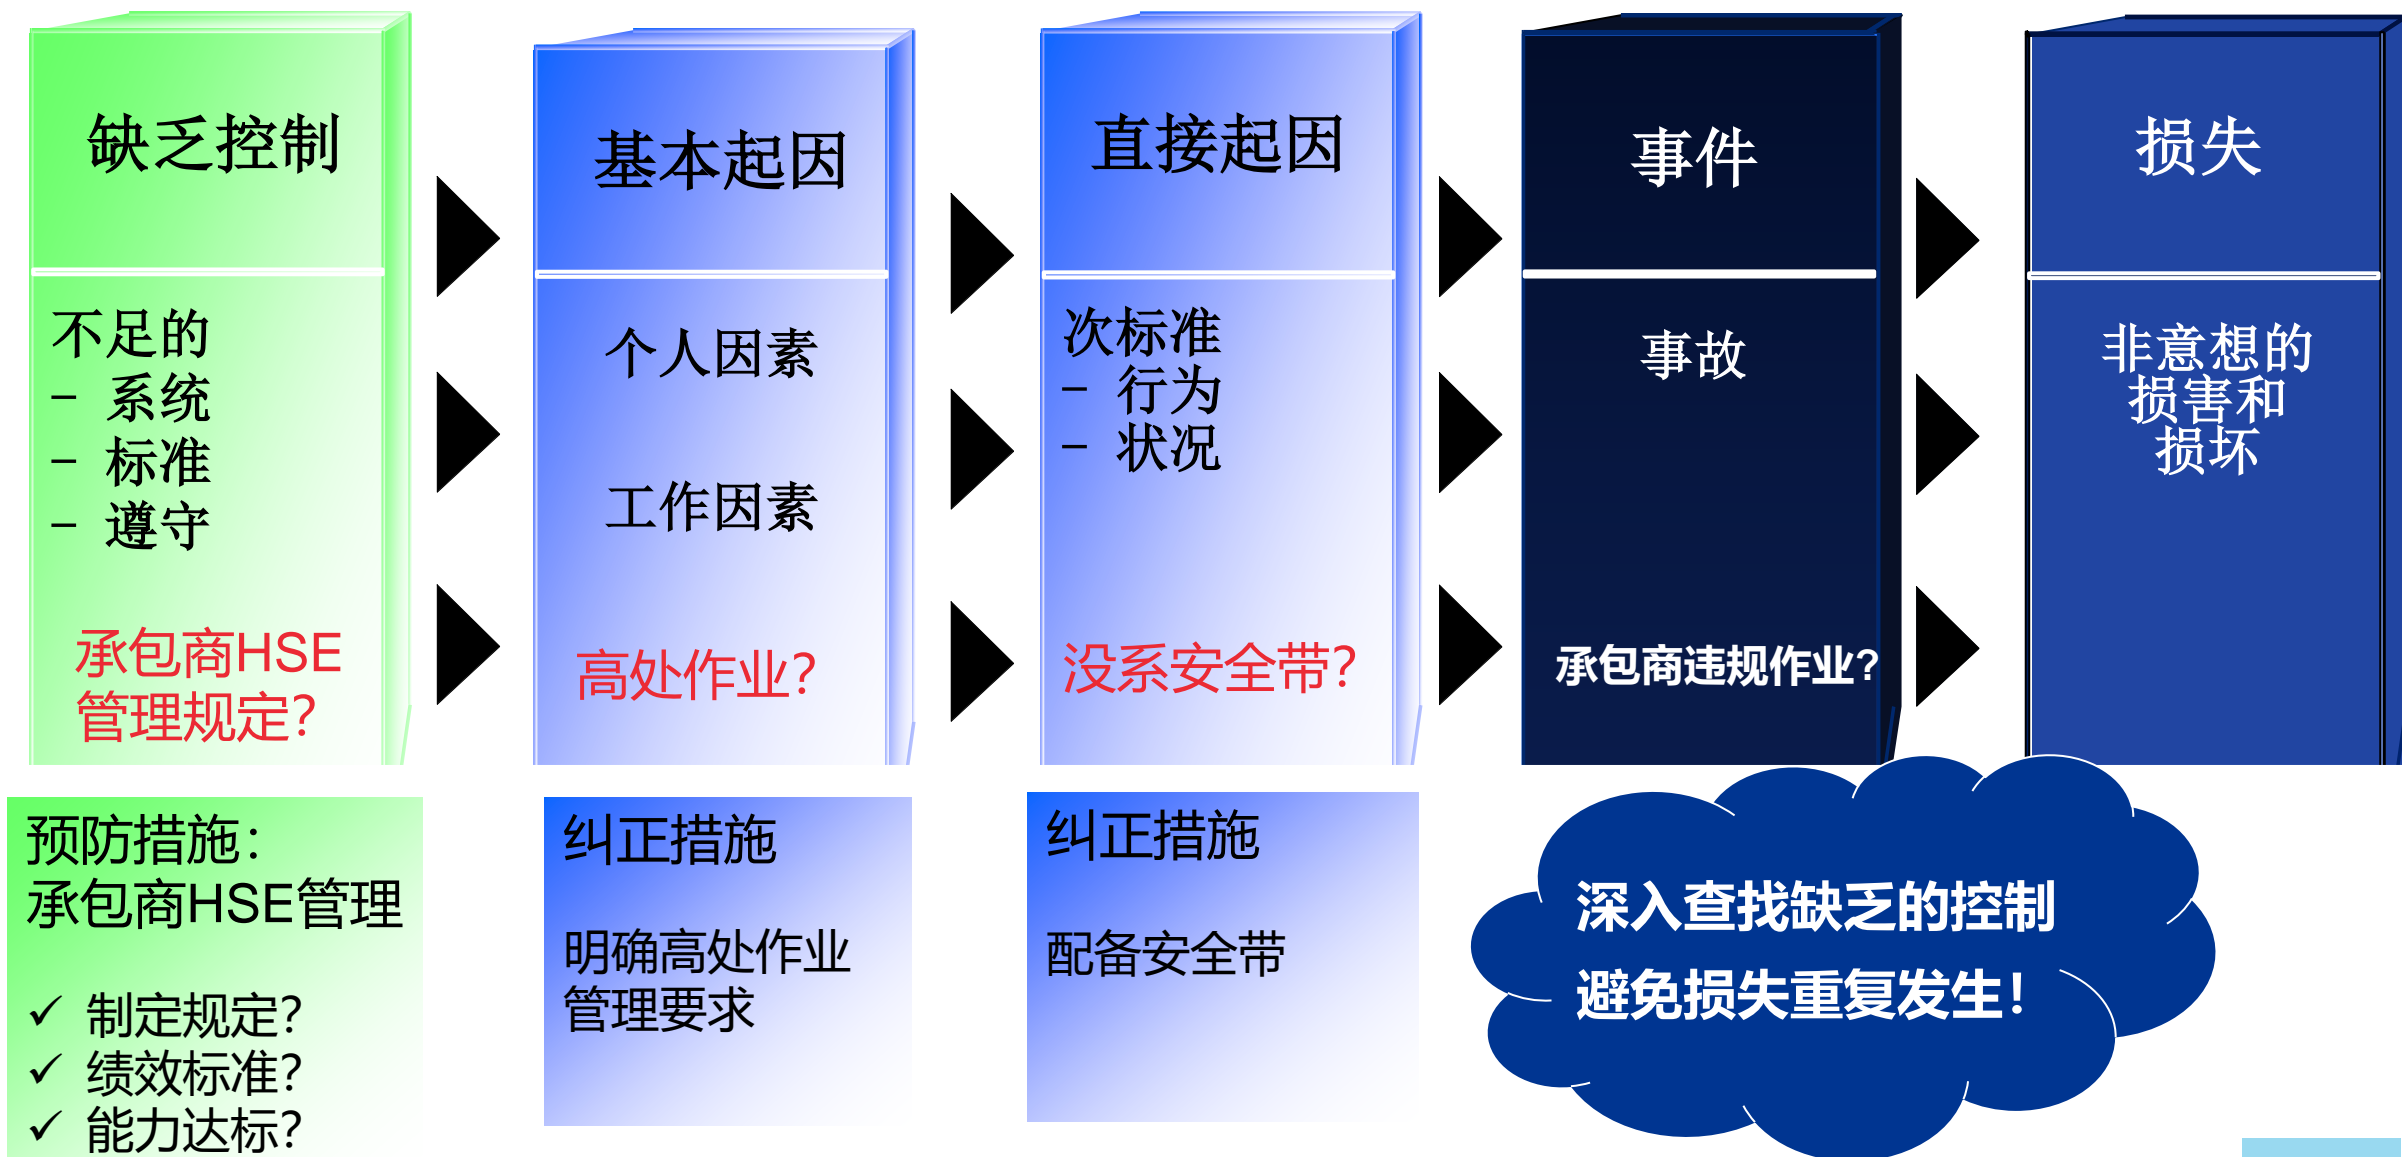 缺乏控制
不足的
– 系统
– 标准
– 遵守
承包商HSE
管理规定？
基本起因
个人因素
工作因素
高处作业？
直接起因
次标准
– 行为
– 状况
没系安全带？
事件
事故
承包商违规作业？
损失
非意想的
损害和
损坏
预防措施：
承包商HSE管理
✓ 制定规定？
✓ 绩效标准？
✓ 能力达标？
纠正措施
明确高处作业
管理要求
纠正措施
配备安全带
深入查找缺乏的控制
避免损失重复发生！